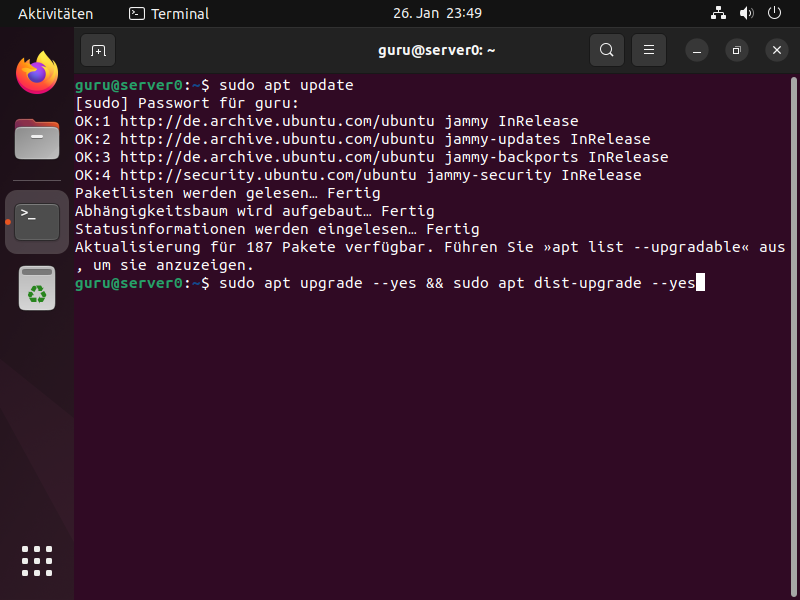 Aktivitäten Terminal 26. Jan 23:49
guru@server0: ~
guru@server0:~$ sudo apt update
[sudo] Passwort für guru:
OK:1 http://de.archive.ubuntu.com/ubuntu jammy InRelease
OK:2 http://de.archive.ubuntu.com/ubuntu jammy-updates InRelease
OK:3 http://de.archive.ubuntu.com/ubuntu jammy-backports InRelease
OK:4 http://security.ubuntu.com/ubuntu jammy-security InRelease
Paketlisten werden gelesen… Fertig
Abhängigkeitsbaum wird aufgebaut… Fertig
Statusinformationen werden eingelesen… Fertig
Aktualisierung für 187 Pakete verfügbar. Führen Sie »apt list --upgradable« aus
, um sie anzuzeigen.
guru@server0:~$ sudo apt upgrade --yes && sudo apt dist-upgrade --yes